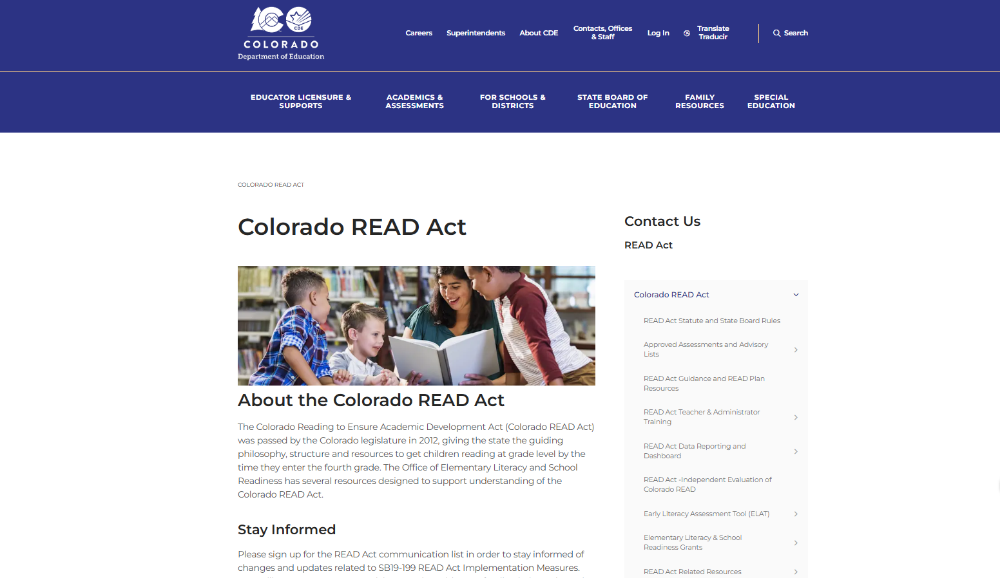 CDE
COLORADO
Department of Education
Careers
Superintendents
About CDE
Contacts, Offices
& Staff
Log In
Translate
Traducir
Search
EDUCATOR LICENSURE &
SUPPORTS
ACADEMICS &
ASSESSMENTS
FOR SCHOOLS &
DISTRICTS
STATE BOARD OF
EDUCATION
FAMILY
RESOURCES
SPECIAL
EDUCATION
COLORADO READ ACT
Colorado READ Act
About the Colorado READ Act
The Colorado Reading to Ensure Academic Development Act (Colorado READ Act)
was passed by the Colorado legislature in 2012, giving the state the guiding
philosophy, structure and resources to get children reading at grade level by the
time they enter the fourth grade. The Office of Elementary Literacy and School
Readiness has several resources designed to support understanding of the
Colorado READ Act.
Stay Informed
Please sign up for the READ Act communication list in order to stay informed of
changes and updates related to SB19-199 READ Act Implementation Measures.
Contact Us
READ Act
Colorado READ Act
READ Act Statute and State Board Rules
Approved Assessments and Advisory
Lists
READ Act Guidance and READ Plan
Resources
READ Act Teacher & Administrator
Training
READ Act Data Reporting and
Dashboard
READ Act -Independent Evaluation of
Colorado READ
Early Literacy Assessment Tool (ELAT)
Elementary Literacy & School
Readiness Grants
READ Act Related Resources